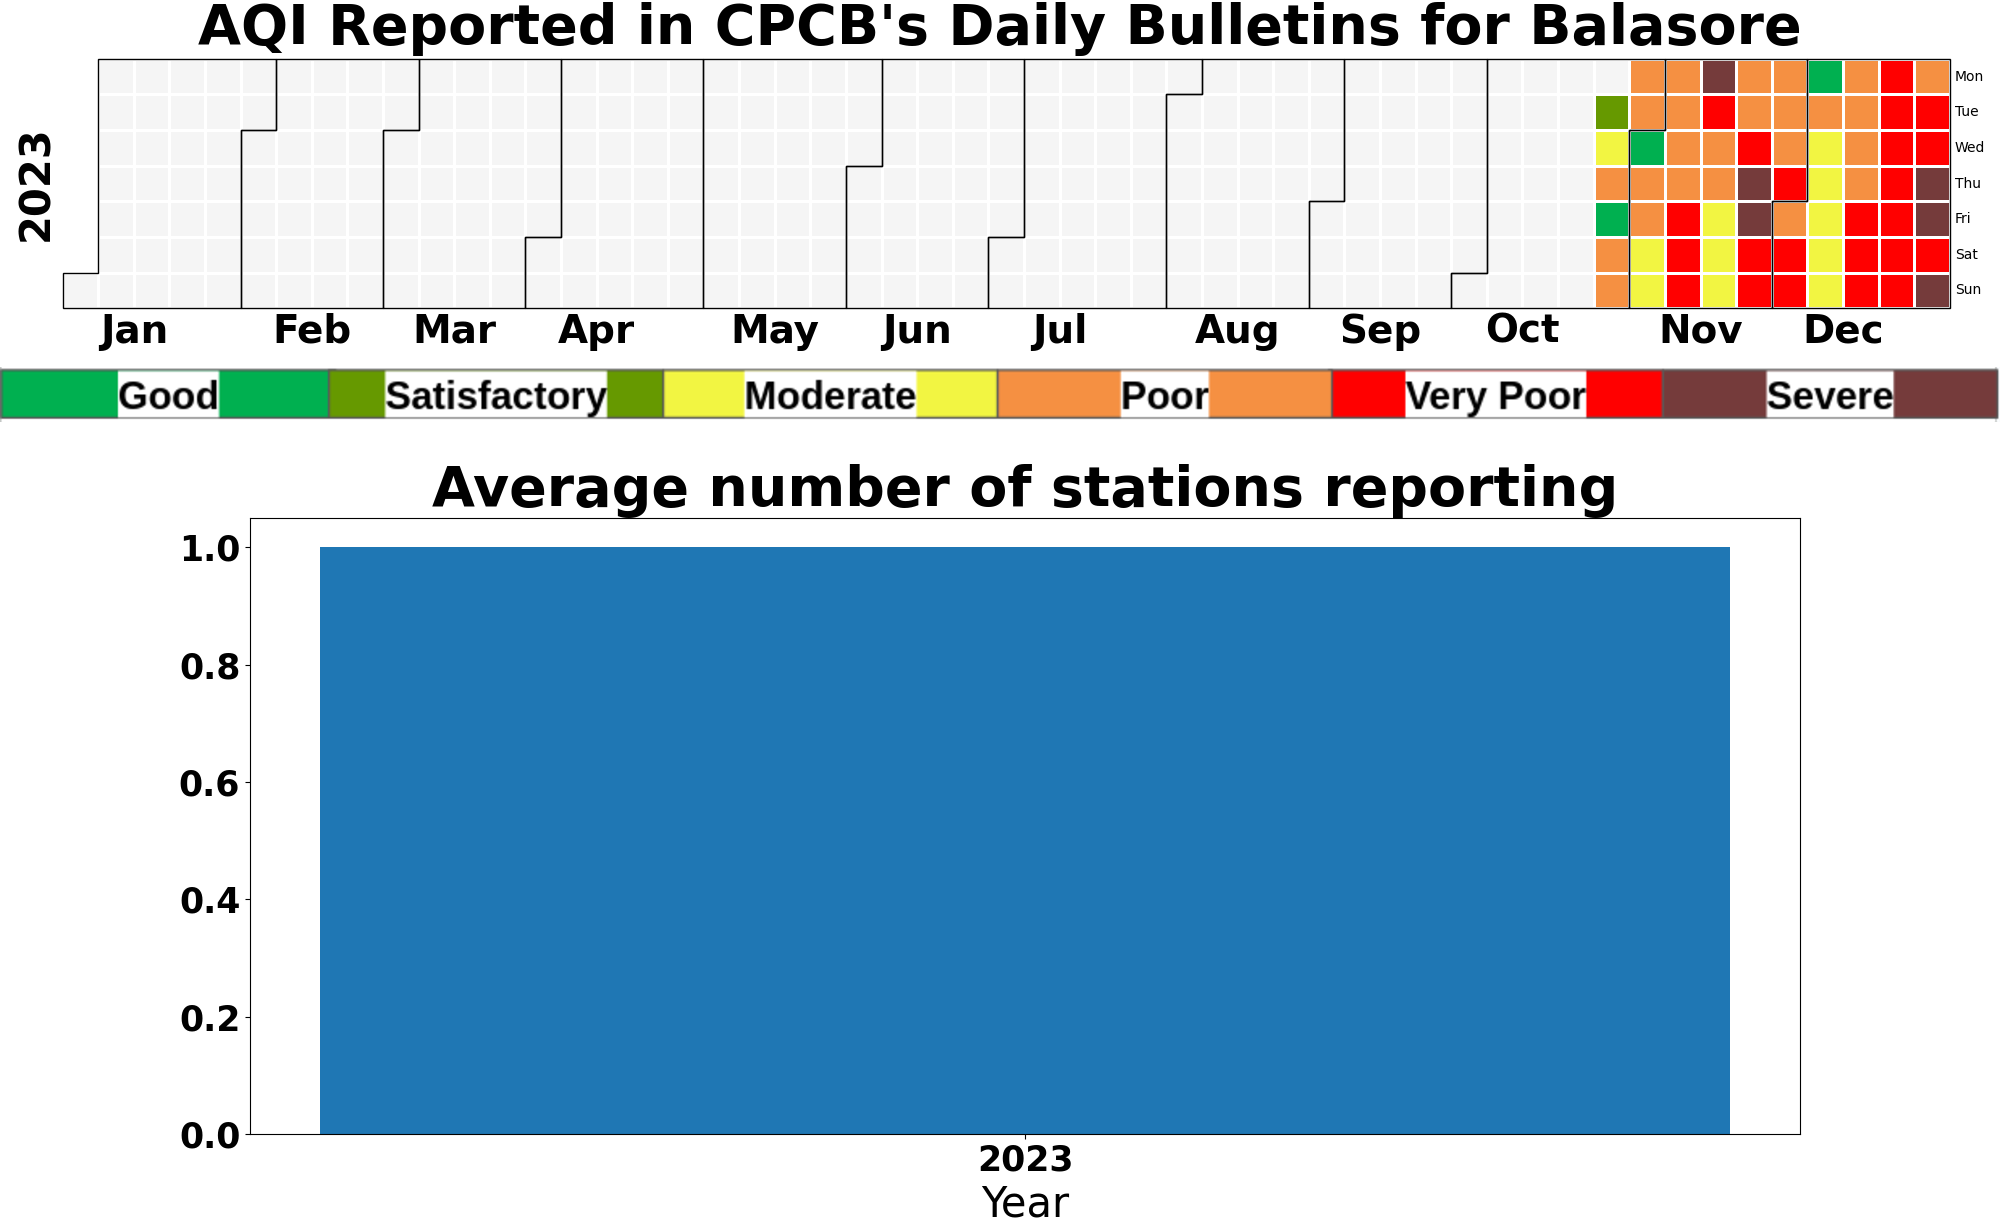 AQI Reported in CPCB's Daily Bulletins for Balasore
2023
Mon
Tue
Wed
Thu
Fri
Sat
Sun
Jan Feb Mar Apr May Jun Jul Aug Sep Oct Nov Dec
Good Satisfactory Moderate Poor Very Poor Severe
Average number of stations reporting
1.0
0.8
0.6
0.4
0.2
0.0
2023
Year